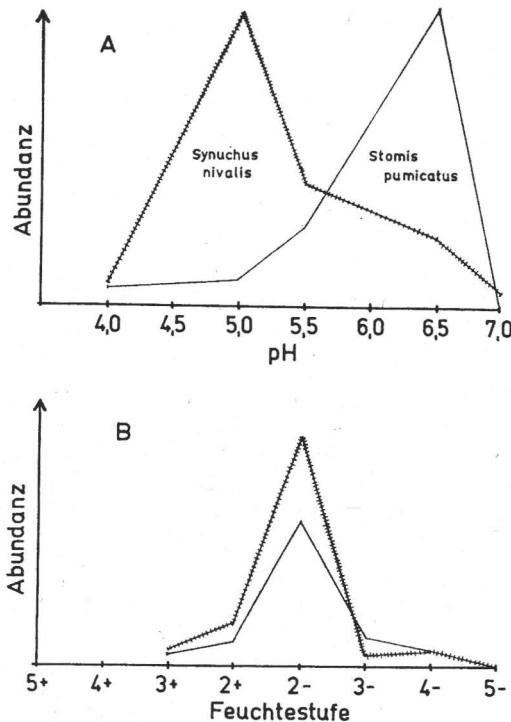 A
Abundanz
Synuchus
nivalis
Stomis
pumicatus
4,0 4,5 5,0 5,5 6,0 6,5 7,0
pH
B
Abundanz
5+ 4+ 3+ 2+ 2- 3- 4- 5-
Feuchtestufe